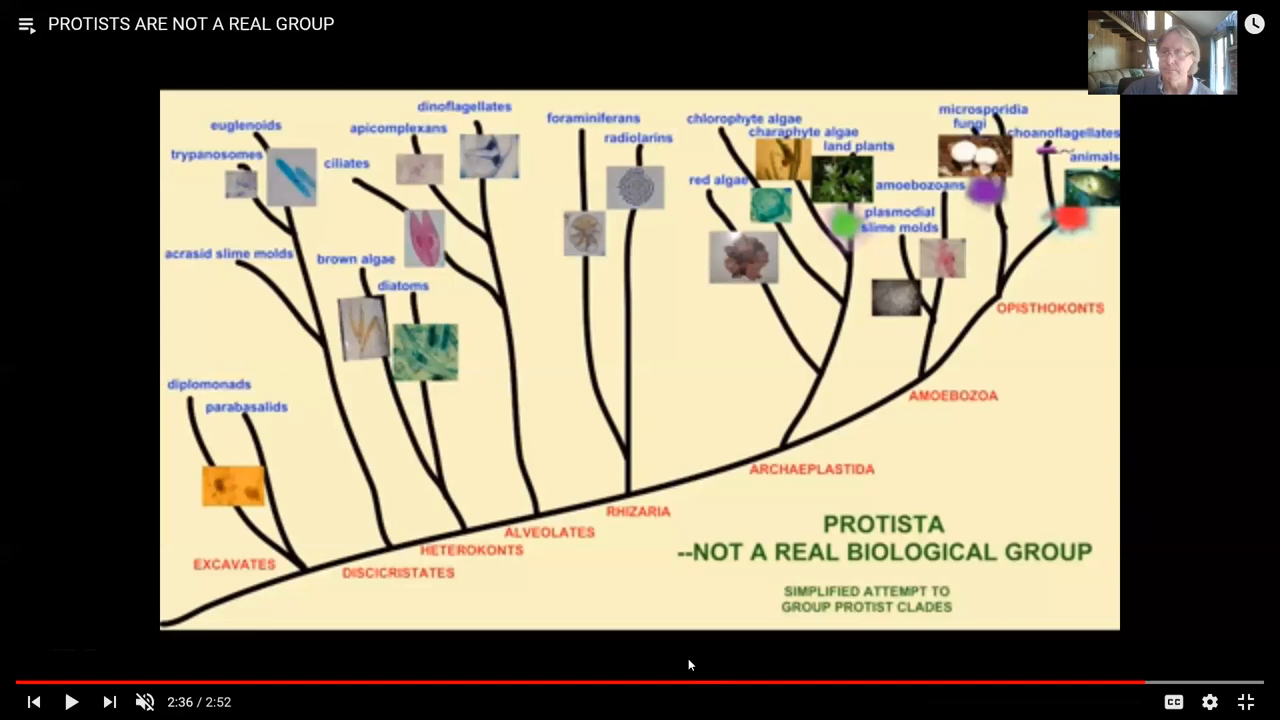 PROTISTS ARE NOT A REAL GROUP
dinoflagellates
microsporidia
fungi
euglenoids
apicomplexans
foraminiferans
chlorophyte algae
charaphyte algae
choanoflagellates
trypanosomes
ciliates
radiolarins
land plants
animals
red algae
amoebozoans
plasmodial
slime molds
acrasid slime molds
brown algae
diatoms
OPISTHOKONTS
diplomonads
parabasalids
AMOEBOZOA
ARCHAEPLASTIDA
RHIZARIA
ALVEOLATES
HETEROKONTS
EXCAVATES
DISCICRISTATES
PROTISTA
--NOT A REAL BIOLOGICAL GROUP
SIMPLIFIED ATTEMPT TO
GROUP PROTIST CLADES
2:36 / 2:52
CC